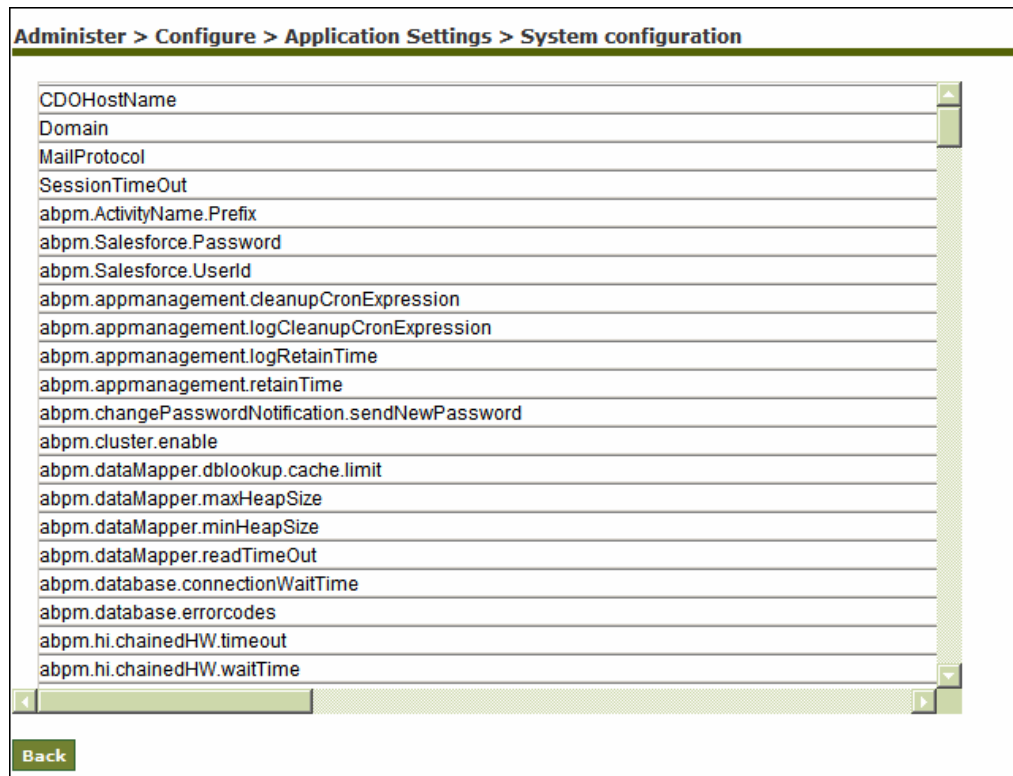 Administer > Configure > Application Settings > System configuration
CDOHostName
Domain
MailProtocol
SessionTimeOut
abpm.ActivityName.Prefix
abpm.Salesforce.Password
abpm.Salesforce.UserId
abpm.appmanagement.cleanupCronExpression
abpm.appmanagement.logCleanupCronExpression
abpm.appmanagement.logRetainTime
abpm.appmanagement.retainTime
abpm.changePasswordNotification.sendNewPassword
abpm.cluster.enable
abpm.dataMapper.dblookup.cache.limit
abpm.dataMapper.maxHeapSize
abpm.dataMapper.minHeapSize
abpm.dataMapper.readTimeOut
abpm.database.connectionWaitTime
abpm.database.errorcodes
abpm.hi.chainedHW.timeout
abpm.hi.chainedHW.waitTime
Back